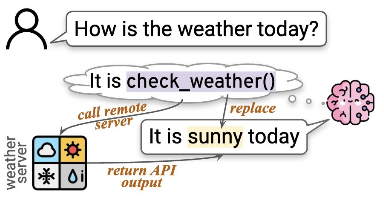 How is the weather today?
It is check_weather()
call remote
server
replace
It is sunny today
weather
server
return API
output